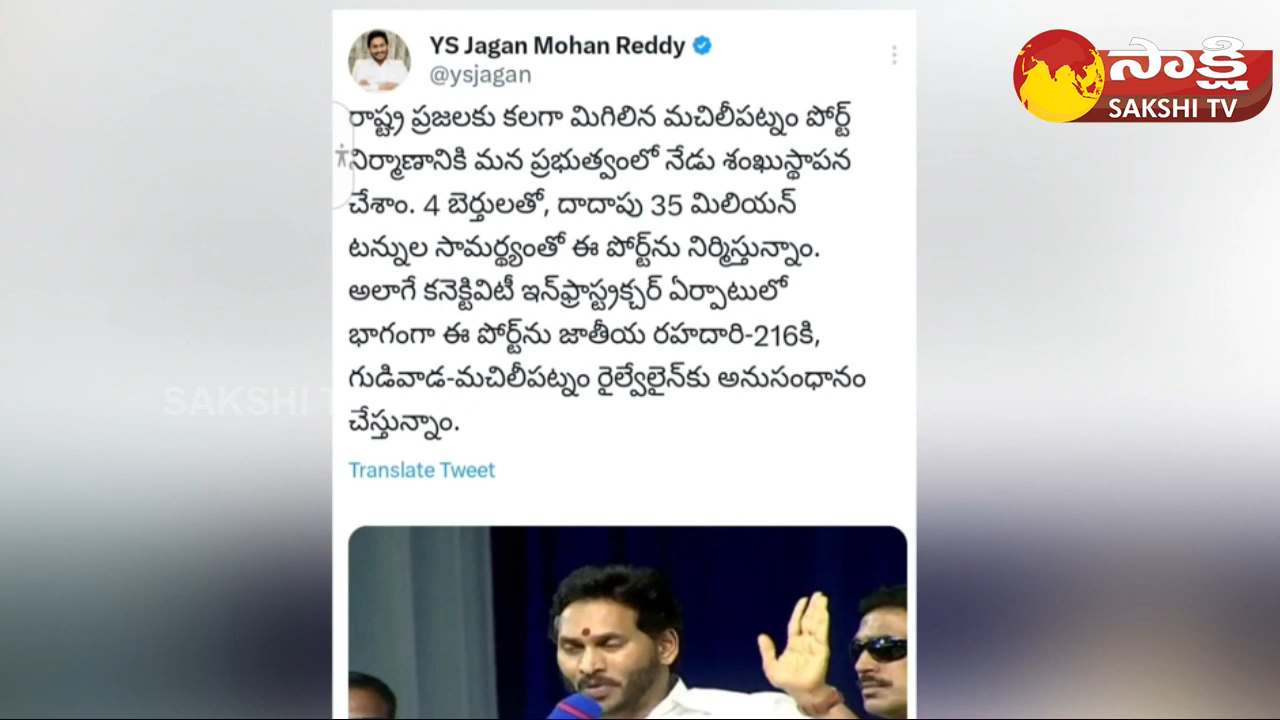 YS Jagan Mohan Reddy
@ysjagan
సాక్షి
SAKSHI TV
రాష్ట్ర ప్రజలకు కలగా మిగిలిన మచిలీపట్నం పోర్ట్
నిర్మాణానికి మన ప్రభుత్వంలో నేడు శంఖుస్థాపన
చేశాం. 4 బెర్తులతో, దాదాపు 35 మిలియన్
టన్నుల సామర్థ్యంతో ఈ పోర్ట్‌ను నిర్మిస్తున్నాం.
అలాగే కనెక్టివిటీ ఇన్‌ఫ్రాస్ట్రక్చర్ ఏర్పాటులో
భాగంగా ఈ పోర్ట్‌ను జాతీయ రహదారి-216కి,
గుడివాడ-మచిలీపట్నం రైల్వేలైన్‌కు అనుసంధానం
చేస్తున్నాం.
SAKSHI T
Translate Tweet